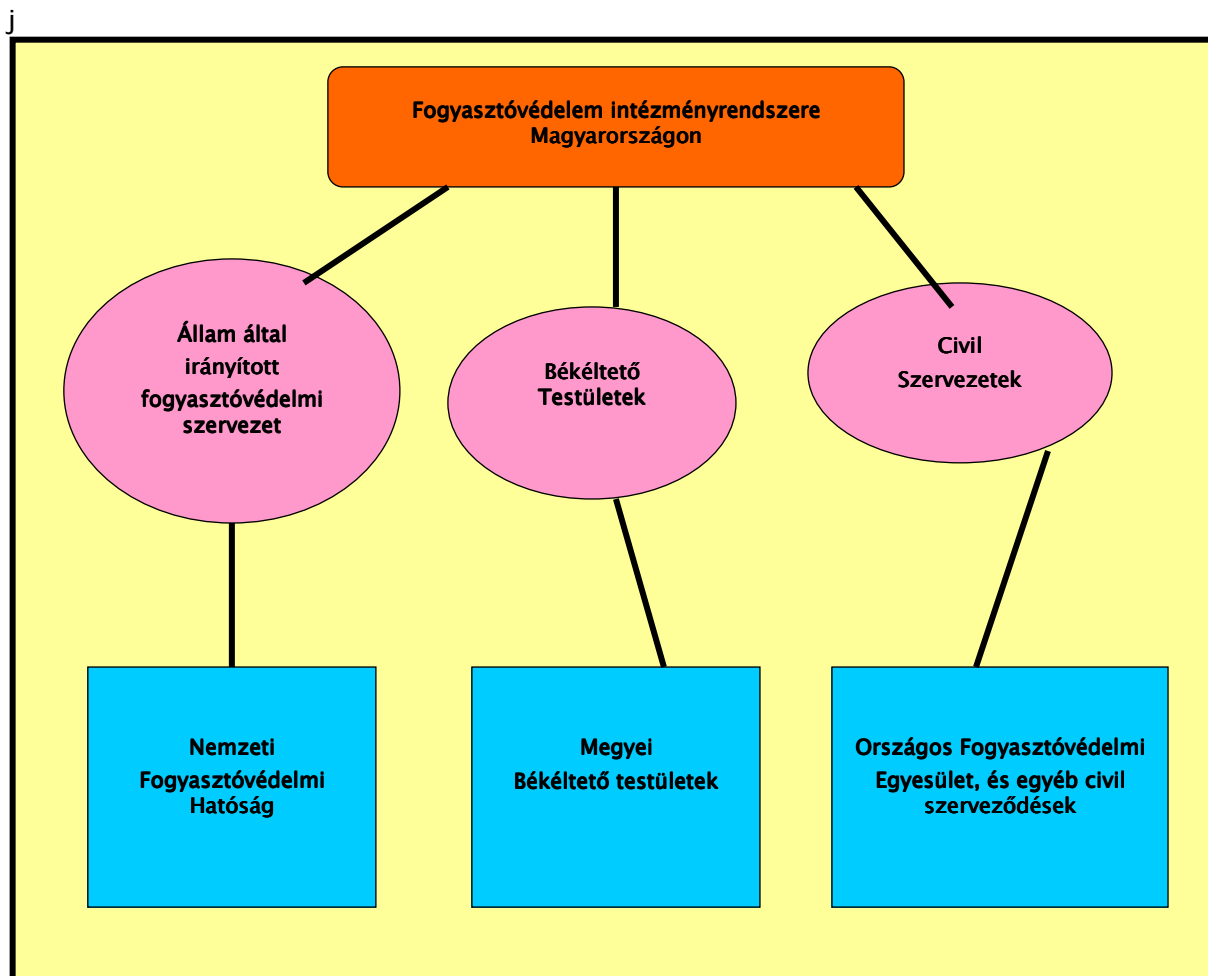 j
Fogyasztóvédelem intézményrendszere
Magyarországon
Állam által
irányított
fogyasztóvédelmi
szervezet
Békéltető
Testületek
Civil
Szervezetek
Nemzeti
Fogyasztóvédelmi
Hatóság
Megyei
Békéltető testületek
Országos Fogyasztóvédelmi
Egyesület, és egyéb civil
szerveződések